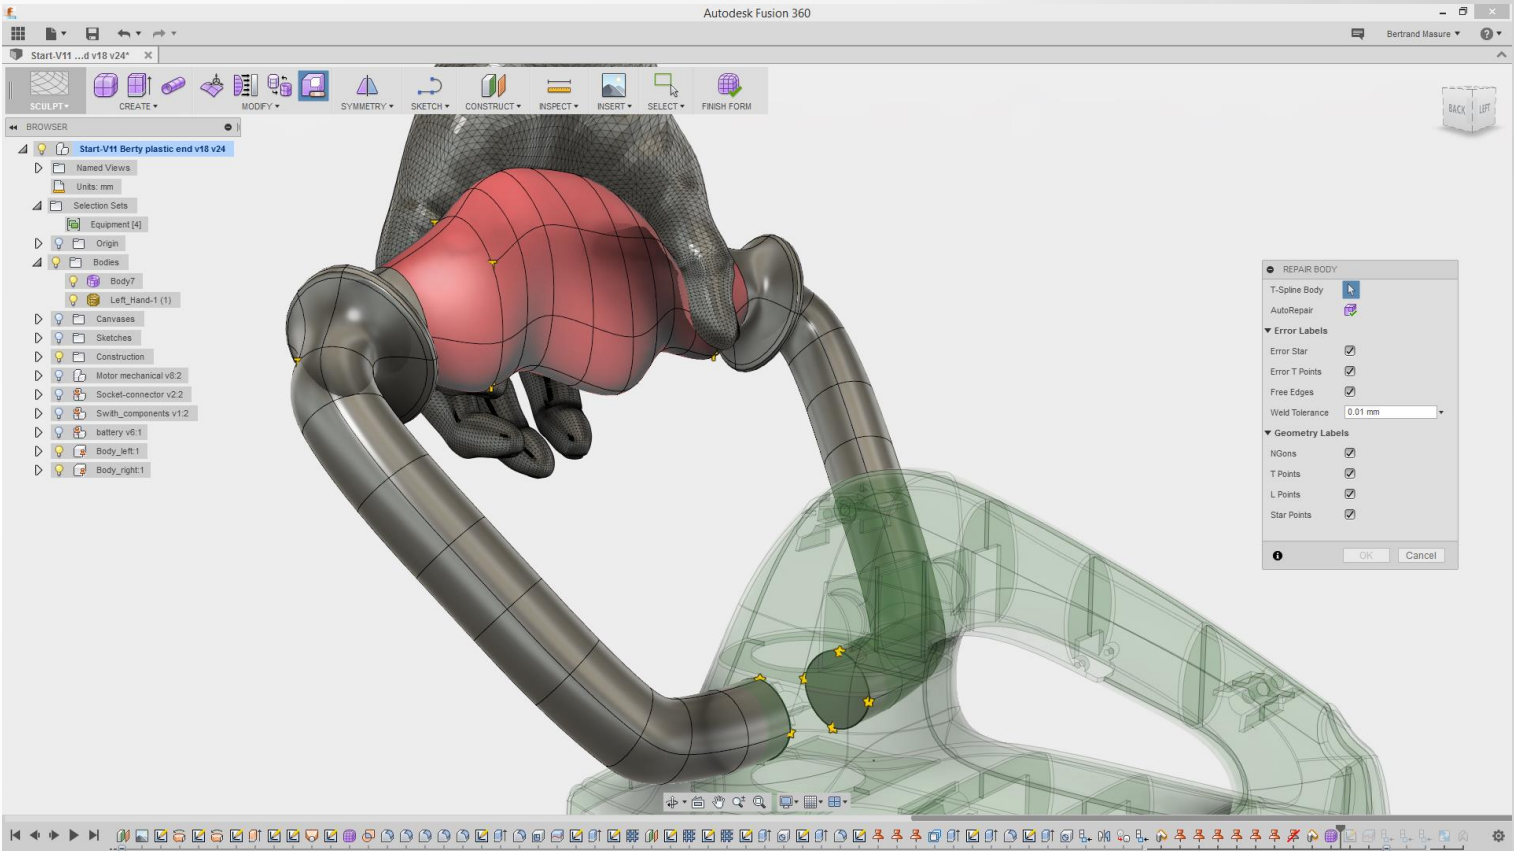 Autodesk Fusion 360
Bertrand Masure
Start-V11 ...d v18 v24*
SCULPT
CREATE
MODIFY
SYMMETRY
SKETCH
CONSTRUCT
INSPECT
INSERT
SELECT
FINISH FORM
BACK
LEFT
BROWSER
Start-V11 Berty plastic end v18 v24
Named Views
Units: mm
Selection Sets
Equipment [4]
Origin
Bodies
Body7
Left_Hand-1 (1)
Canvases
Sketches
Construction
Motor mechanical v8:2
Socket-connector v2:2
Swith_components v1:2
battery v6:1
Body_left:1
Body_right:1
REPAIR BODY
T-Spline Body
AutoRepair
Error Labels
Error Star
Error T Points
Free Edges
Weld Tolerance 0.01 mm
Geometry Labels
NGons
T Points
L Points
Star Points
OK Cancel